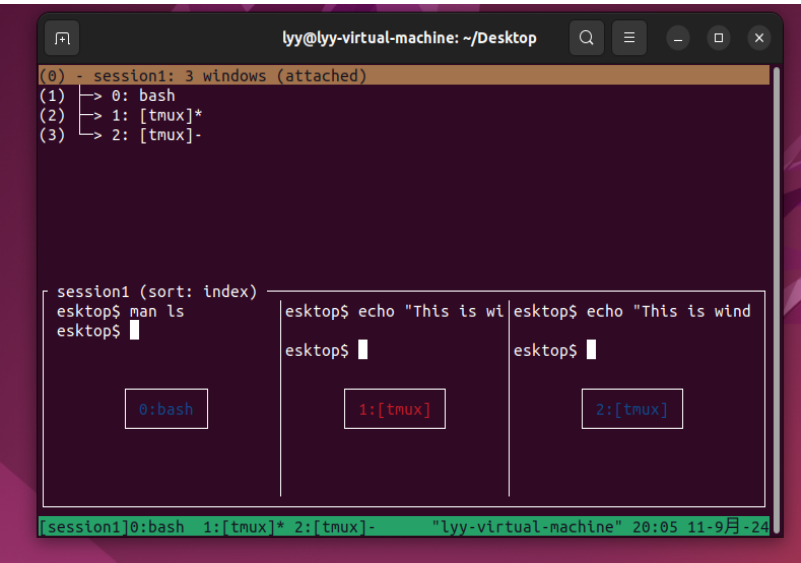 lyy@lyy-virtual-machine: ~/Desktop
(0) - session1: 3 windows (attached)
(1) ├─> 0: bash
(2) ├─> 1: [tmux]*
(3) └─> 2: [tmux]-
session1 (sort: index)
esktop$ man ls esktop$ echo "This is wi esktop$ echo "This is wind
esktop$
esktop$ esktop$
0:bash 1:[tmux] 2:[tmux]
[session1]0:bash 1:[tmux]* 2:[tmux]- "lyy-virtual-machine" 20:05 11-9月-24